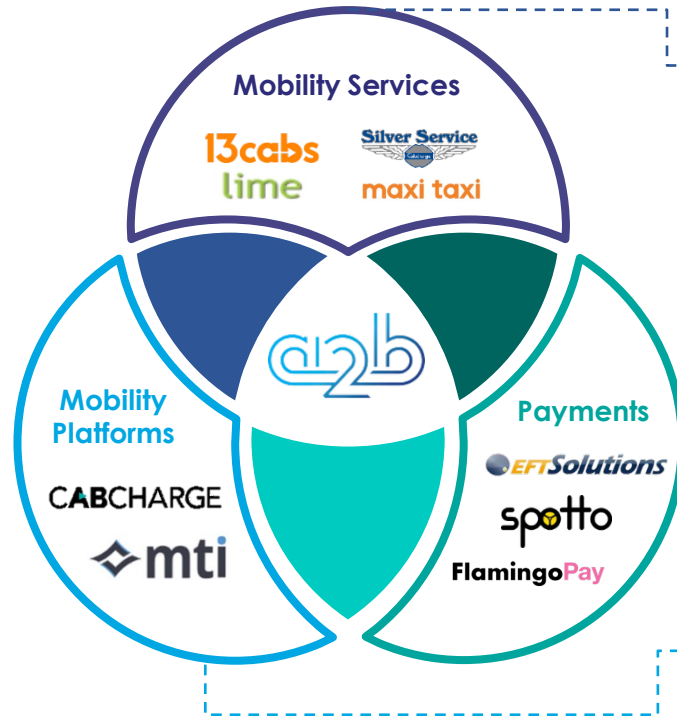 Mobility Services
13cabs
Silver Service
lime
maxi taxi
a2b
Mobility
Platforms
CABCHARGE
mti
Payments
EFTSolutions
spotto
FlamingoPay